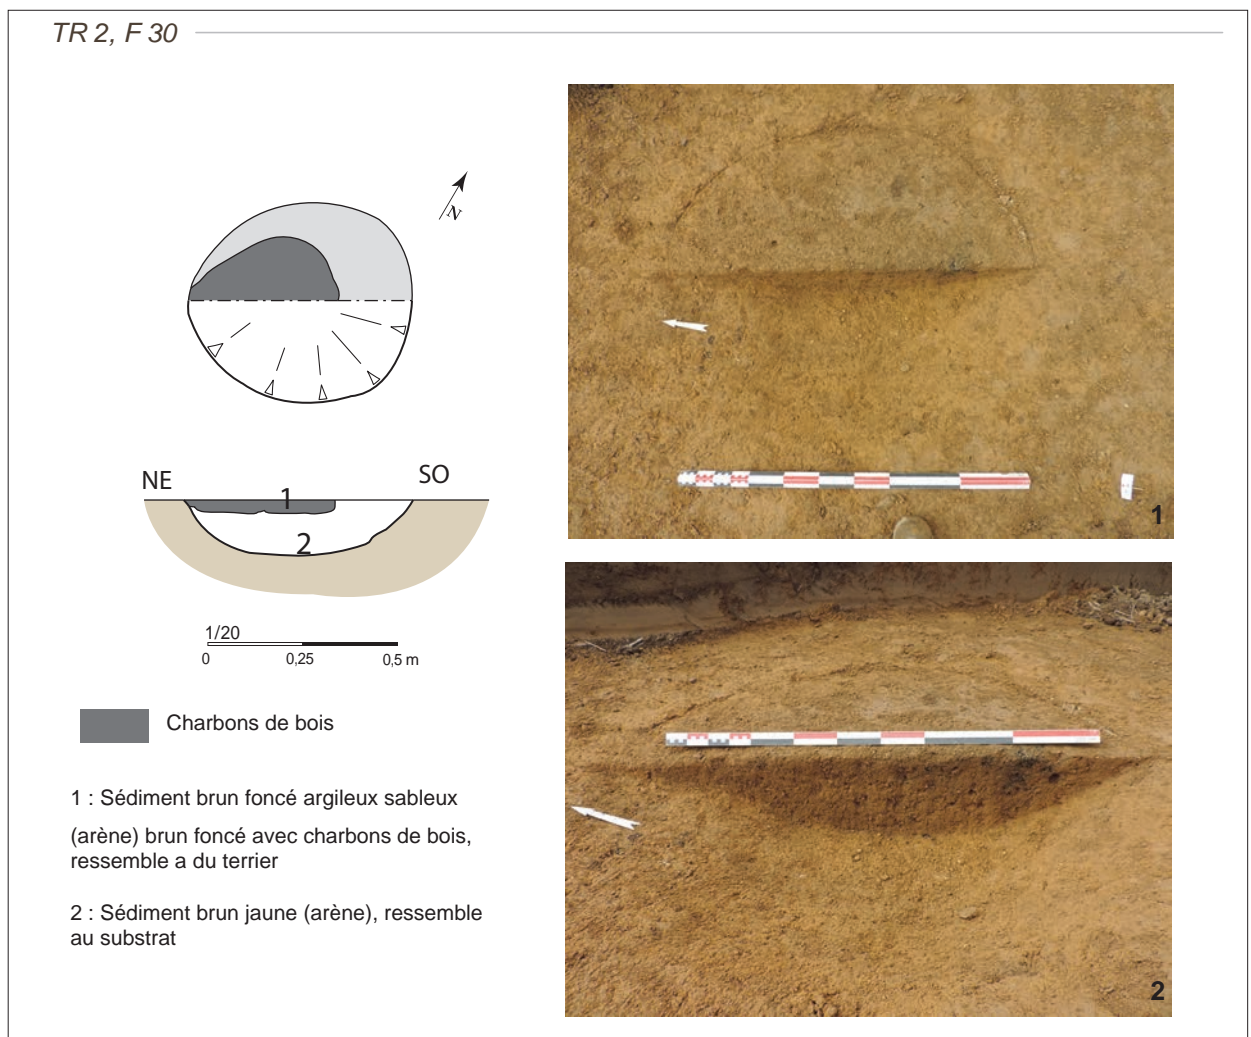 TR 2, F 30
N
NE
SO
1
2
1/20
0
0,25
0,5 m
Charbons de bois
1 : Sédiment brun foncé argileux sableux
(arène) brun foncé avec charbons de bois,
ressemble a du terrier
2 : Sédiment brun jaune (arène), ressemble
au substrat
1
2